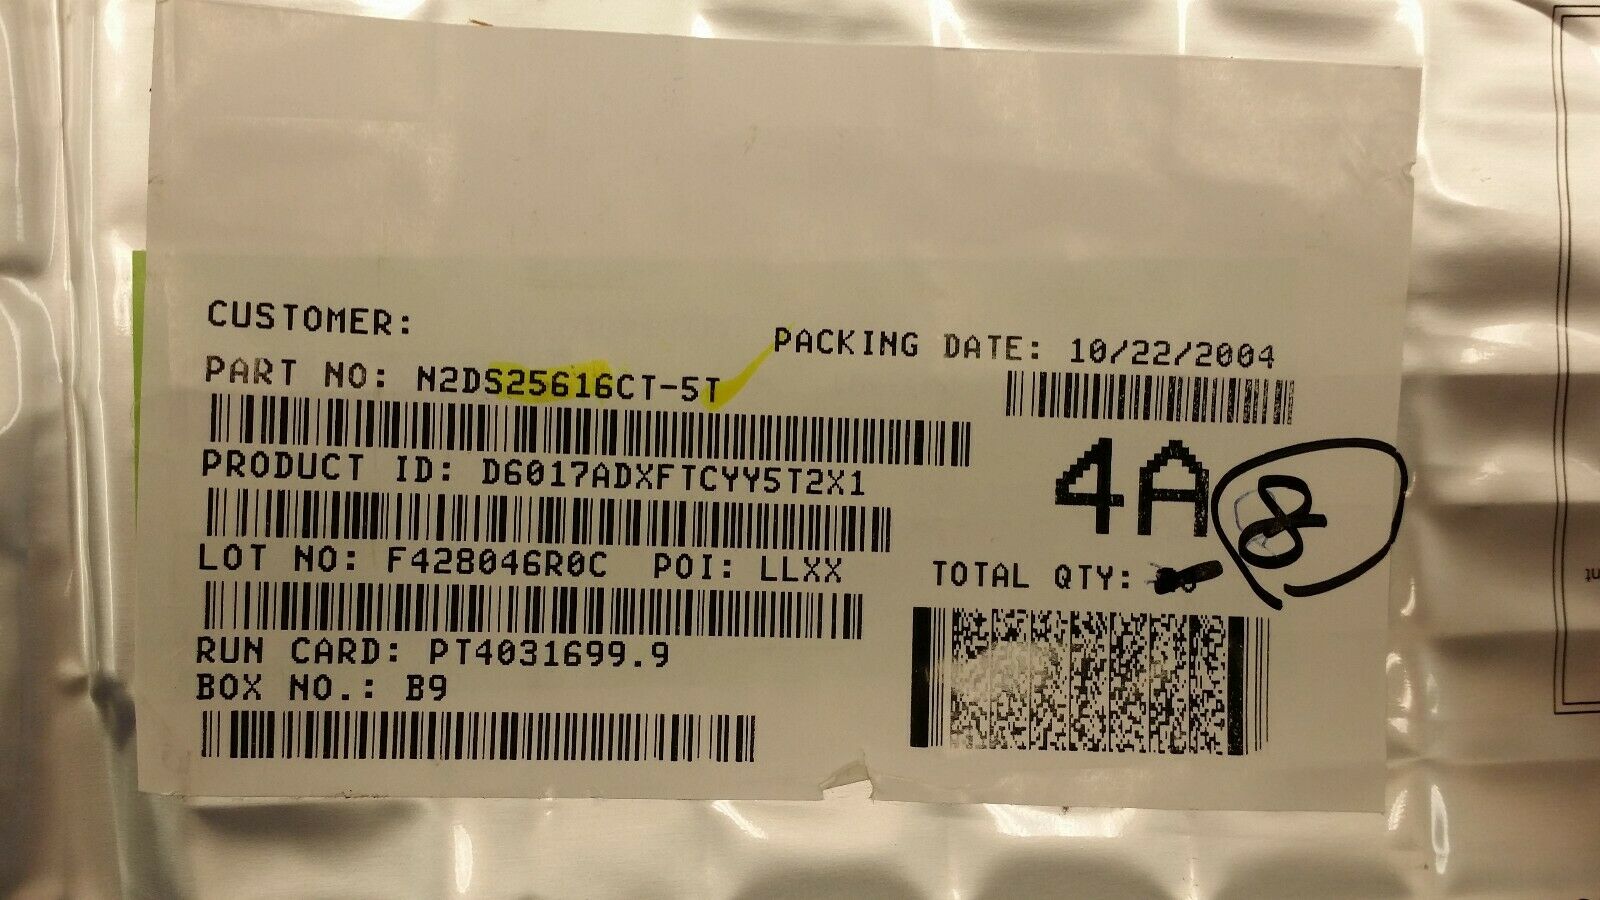 CUSTOMER:
PACKING DATE: 10/22/2004
PART NO: N2DS25616CT-5T
PRODUCT ID: D6017ADXFTCYY5T2X1
4A
8
LOT NO: F428046R0C POI: LLXX
TOTAL QTY:
RUN CARD: PT4031699.9
BOX NO.: B9